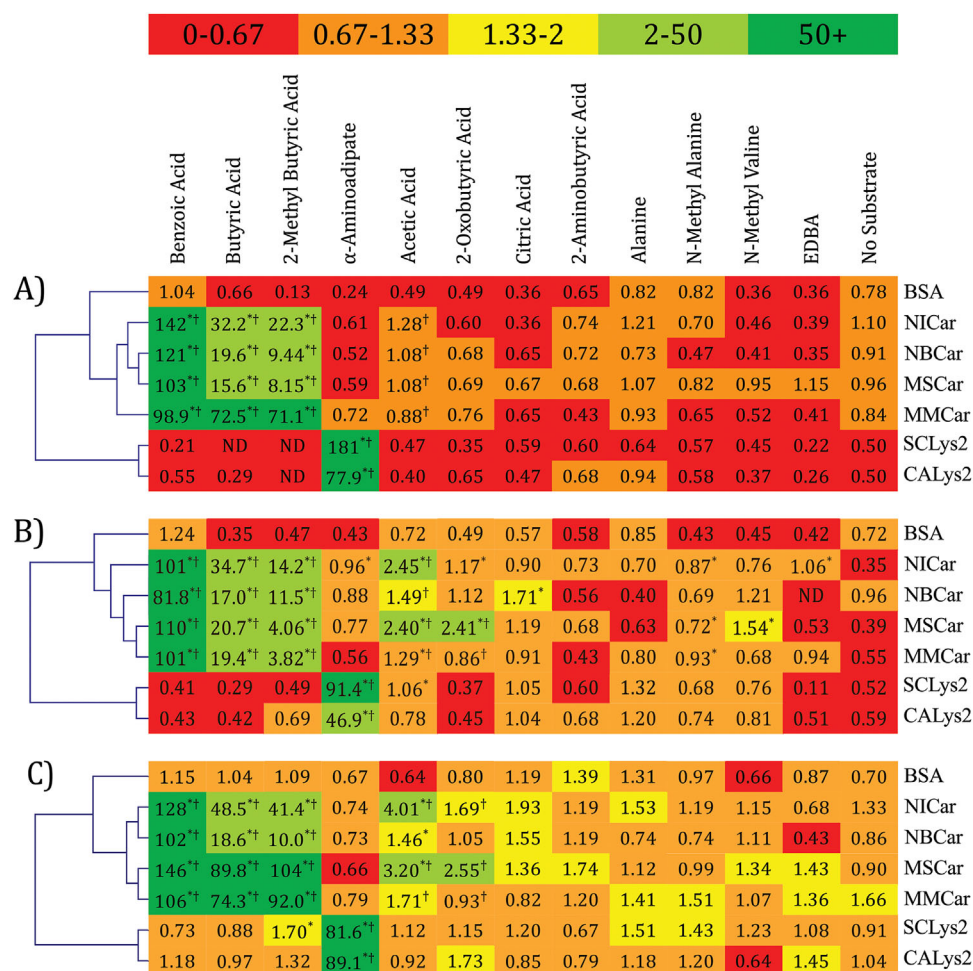 0-0.67 0.67-1.33 1.33-2 2-50 50+
Benzoic Acid
Butyric Acid
2-Methyl Butyric Acid
α-Aminoadipate
Acetic Acid
2-Oxobutyric Acid
Citric Acid
2-Aminobutyric Acid
Alanine
N-Methyl Alanine
N-Methyl Valine
EDBA
No Substrate
A)
1.04 0.66 0.13 0.24 0.49 0.49 0.36 0.65 0.82 0.82 0.36 0.36 0.78 BSA
142*† 32.2*† 22.3*† 0.61 1.28† 0.60 0.36 0.74 1.21 0.70 0.46 0.39 1.10 NICar
121*† 19.6*† 9.44*† 0.52 1.08† 0.68 0.65 0.72 0.73 0.47 0.41 0.35 0.91 NBCar
103*† 15.6*† 8.15*† 0.59 1.08† 0.69 0.67 0.68 1.07 0.82 0.95 1.15 0.96 MSCar
98.9*† 72.5*† 71.1*† 0.72 0.88† 0.76 0.65 0.43 0.93 0.65 0.52 0.41 0.84 MMCar
0.21 ND ND 181*† 0.47 0.35 0.59 0.60 0.64 0.57 0.45 0.22 0.50 SCLys2
0.55 0.29 ND 77.9*† 0.40 0.65 0.47 0.68 0.94 0.58 0.37 0.26 0.50 CALys2
B)
1.24 0.35 0.47 0.43 0.72 0.49 0.57 0.58 0.85 0.43 0.45 0.42 0.72 BSA
101*† 34.7*† 14.2*† 0.96* 2.45*† 1.17* 0.90 0.73 0.70 0.87* 0.76 1.06* 0.35 NICar
81.8*† 17.0*† 11.5*† 0.88 1.49† 1.12 1.71* 0.56 0.40 0.69 1.21 ND 0.96 NBCar
110*† 20.7*† 4.06*† 0.77 2.40*† 2.41*† 1.19 0.68 0.63 0.72* 1.54* 0.53 0.39 MSCar
101*† 19.4*† 3.82*† 0.56 1.29*† 0.86† 0.91 0.43 0.80 0.93* 0.68 0.94 0.55 MMCar
0.41 0.29 0.49 91.4*† 1.06* 0.37 1.05 0.60 1.32 0.68 0.76 0.11 0.52 SCLys2
0.43 0.42 0.69 46.9*† 0.78 0.45 1.04 0.68 1.20 0.74 0.81 0.51 0.59 CALys2
C)
1.15 1.04 1.09 0.67 0.64 0.80 1.19 1.39 1.31 0.97 0.66 0.87 0.70 BSA
128*† 48.5*† 41.4*† 0.74 4.01*† 1.69† 1.93 1.19 1.53 1.19 1.15 0.68 1.33 NICar
102*† 18.6*† 10.0*† 0.73 1.46* 1.05 1.55 1.19 0.74 0.74 1.11 0.43 0.86 NBCar
146*† 89.8*† 104*† 0.66 3.20*† 2.55† 1.36 1.74 1.12 0.99 1.34 1.43 0.90 MSCar
106*† 74.3*† 92.0*† 0.79 1.71† 0.93† 0.82 1.20 1.41 1.51 1.07 1.36 1.66 MMCar
0.73 0.88 1.70* 81.6*† 1.12 1.15 1.20 1.06 1.51 1.43 1.23 1.08 0.91 SCLys2
1.18 0.97 1.32 89.1*† 0.92 1.73 0.85 0.79 1.18 1.20 0.64 1.45 1.04 CALys2